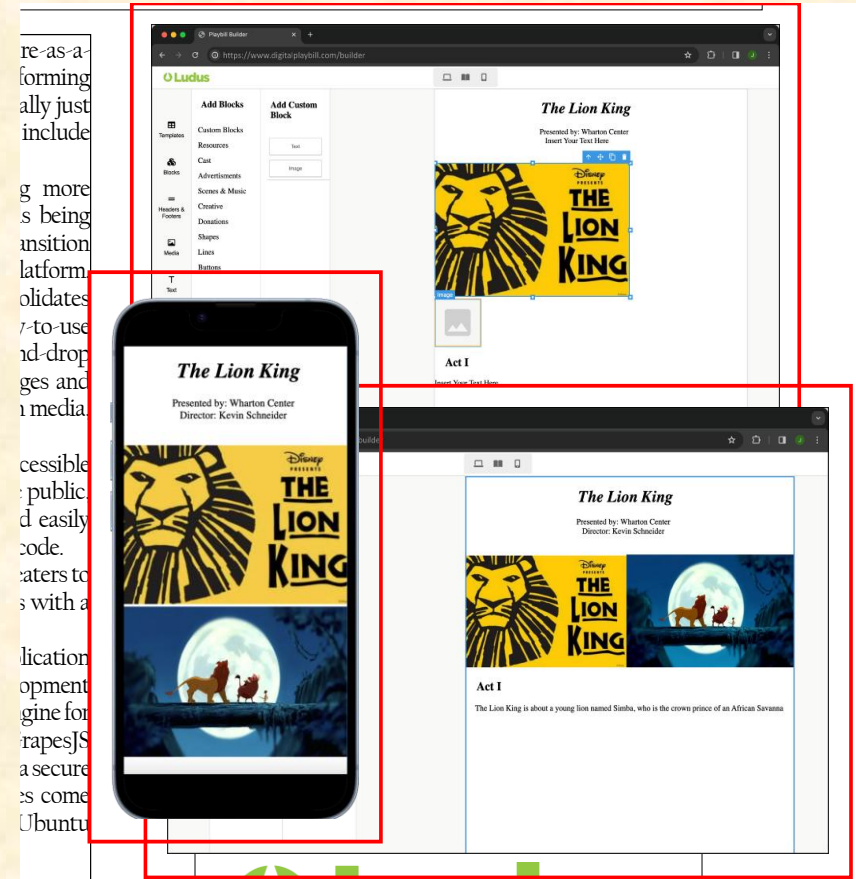 re-as-a-
forming
ally just
include
g more
s being
ansition
latform,
olidates
y-to-use
nd-drop
ges and
n media,
cessible
public,
d easily
code.
eaters to
s with a
lication
opment
gine for
GrapesJS
a secure
es come
Ubuntu
Playbill Builder
https://www.digitalplaybill.com/builder
Ludus
Templates
Blocks
Headers &
Footers
Media
Text
Add Blocks
Custom Blocks
Resources
Cast
Advertisments
Scenes & Music
Creative
Donations
Shapes
Lines
Buttons
Add Custom
Block
Text
Image
The Lion King
Presented by: Wharton Center
Insert Your Text Here
Disney
PRESENTS
THE
LION
KING
Image
Act I
Insert Your Text Here
The Lion King
Presented by: Wharton Center
Director: Kevin Schneider
Disney
PRESENTS
THE
LION
KING
builder
The Lion King
Presented by: Wharton Center
Director: Kevin Schneider
Disney
PRESENTS
THE
LION
KING
Act I
The Lion King is about a young lion named Simba, who is the crown prince of an African Savanna